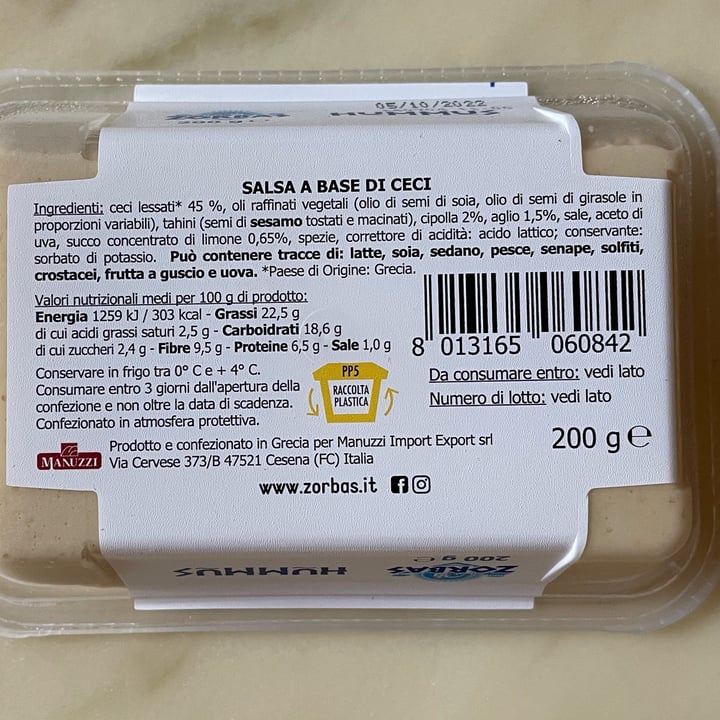 05/10/2022
ZORBAS
200 g e
HUMMUS
SALSA A BASE DI CECI
Ingredienti: ceci lessati* 45 %, oli raffinati vegetali (olio di semi di soia, olio di semi di girasole in
proporzioni variabili), tahini (semi di sesamo tostati e macinati), cipolla 2%, aglio 1,5%, sale, aceto di
uva, succo concentrato di limone 0,65%, spezie, correttore di acidità: acido lattico; conservante:
sorbato di potassio. Può contenere tracce di: latte, soia, sedano, pesce, senape, solfiti,
crostacei, frutta a guscio e uova. *Paese di Origine: Grecia.
Valori nutrizionali medi per 100 g di prodotto:
Energia 1259 kJ / 303 kcal - Grassi 22,5 g
di cui acidi grassi saturi 2,5 g - Carboidrati 18,6 g
di cui zuccheri 2,4 g - Fibre 9,5 g - Proteine 6,5 g - Sale 1,0 g
8 013165 060842
Conservare in frigo tra 0° C e + 4° C.
Consumare entro 3 giorni dall'apertura della
confezione e non oltre la data di scadenza.
Confezionato in atmosfera protettiva.
PP5
RACCOLTA
PLASTICA
Da consumare entro: vedi lato
Numero di lotto: vedi lato
200 g e
MANUZZI
Prodotto e confezionato in Grecia per Manuzzi Import Export srl
Via Cervese 373/B 47521 Cesena (FC) Italia
www.zorbas.it
HUMMUS
ZORBAS
200 g e